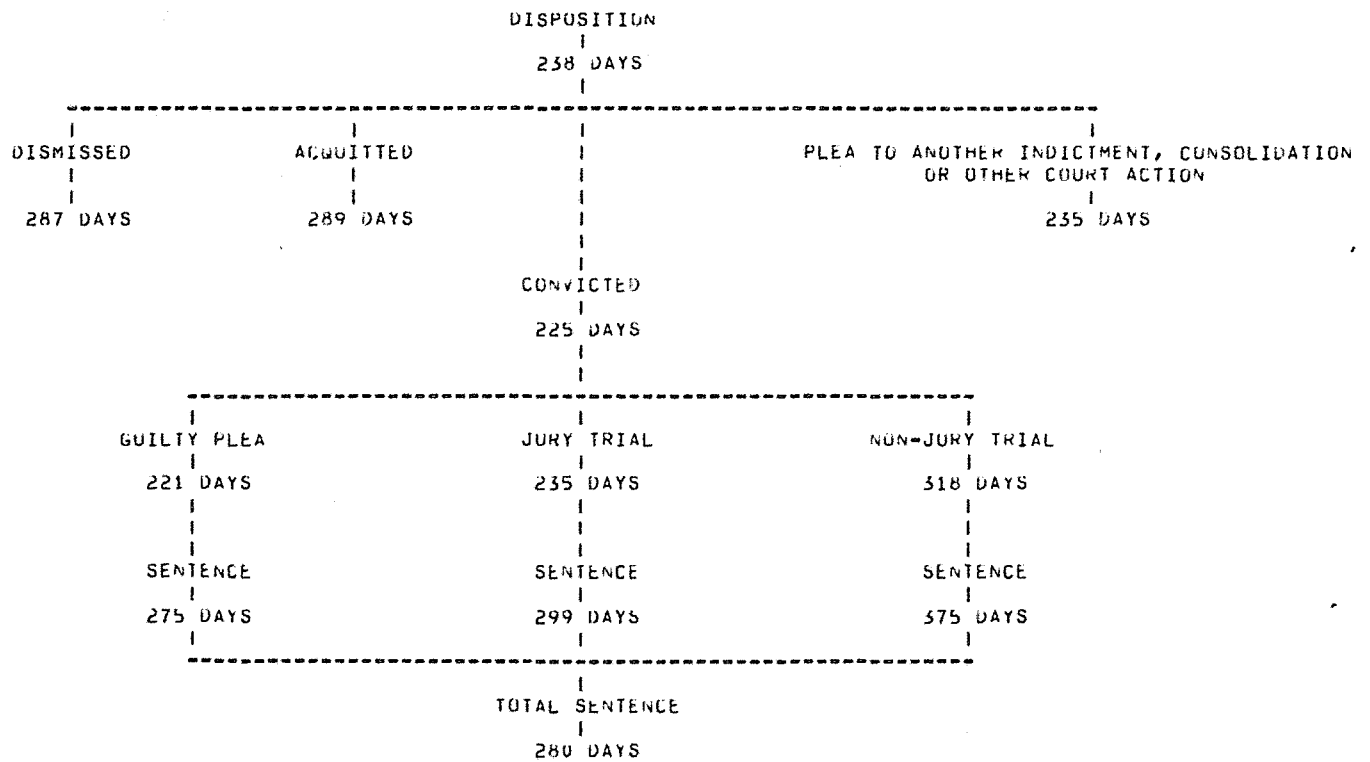 DISPOSITION
238 DAYS
DISMISSED ACQUITTED PLEA TO ANOTHER INDICTMENT, CONSOLIDATION
OR OTHER COURT ACTION
287 DAYS 289 DAYS 235 DAYS
CONVICTED
225 DAYS
GUILTY PLEA JURY TRIAL NON-JURY TRIAL
221 DAYS 235 DAYS 318 DAYS
SENTENCE SENTENCE SENTENCE
275 DAYS 299 DAYS 375 DAYS
TOTAL SENTENCE
280 DAYS